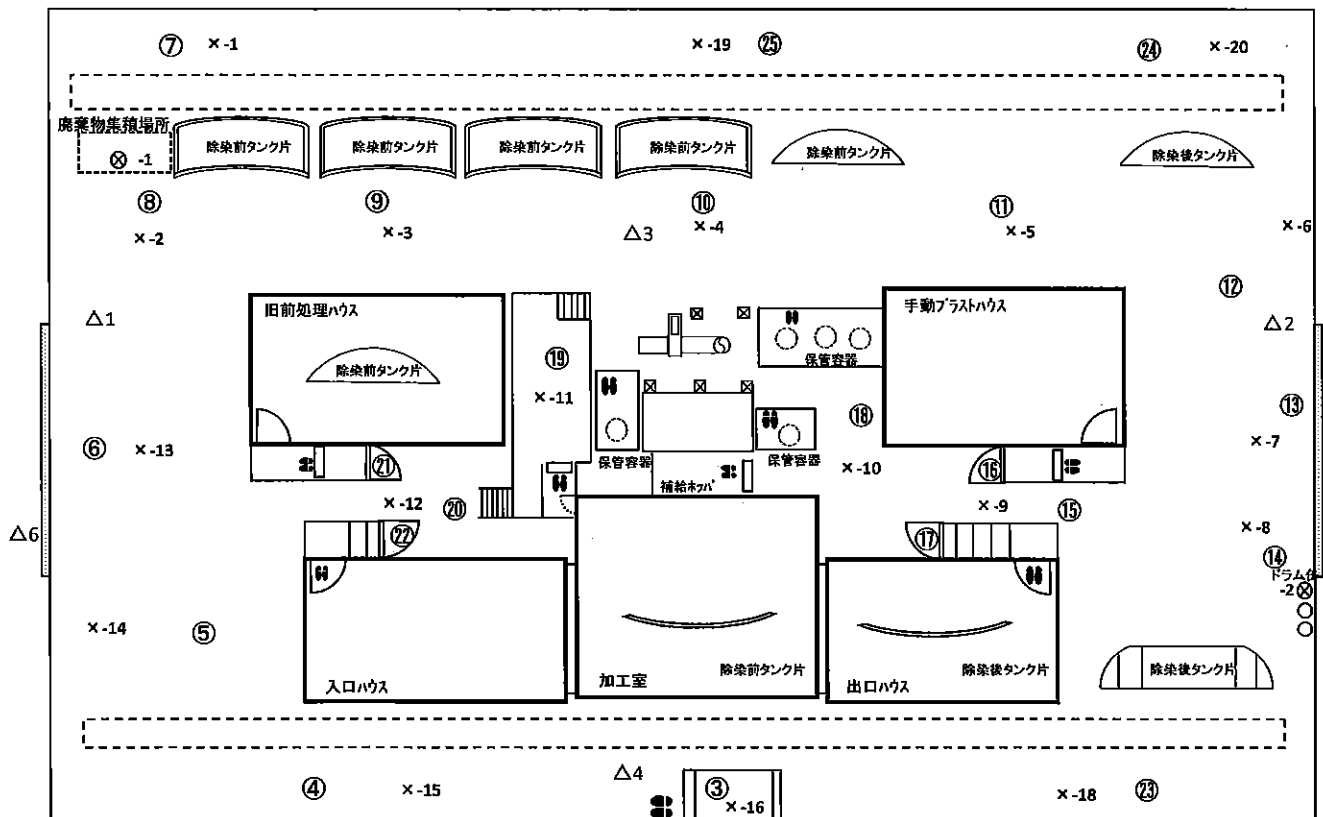 ⑦ ×-1 ×-19 ㉕ ㉔ ×-20
廃棄物集積場所
⊗ -1
除染前タンク片 除染前タンク片 除染前タンク片 除染前タンク片 除染前タンク片 除染後タンク片
⑧ ⑨ ⑩ ⑪
×-2 ×-3 △3 ×-4 ×-5 ×-6
⑫
旧前処理ハウス 手動ブラストハウス
△1 △2
⑲ 保管容器
除染前タンク片
×-11 ⑱ ⑬
⑥ ×-13 ×-7
㉑ 保管容器 保管容器 ×-10 ⑯
補給ホッパ
×-12 ⑳ ×-9 ⑮
△6 ㉒ ⑰ ×-8
⑭
ドラム缶
-2 ⊗
×-14 ⑤
除染前タンク片 除染後タンク片 除染後タンク片
入口ハウス 加工室 出口ハウス
△4
④ ×-15 ③ ×-18 ㉓
×-16